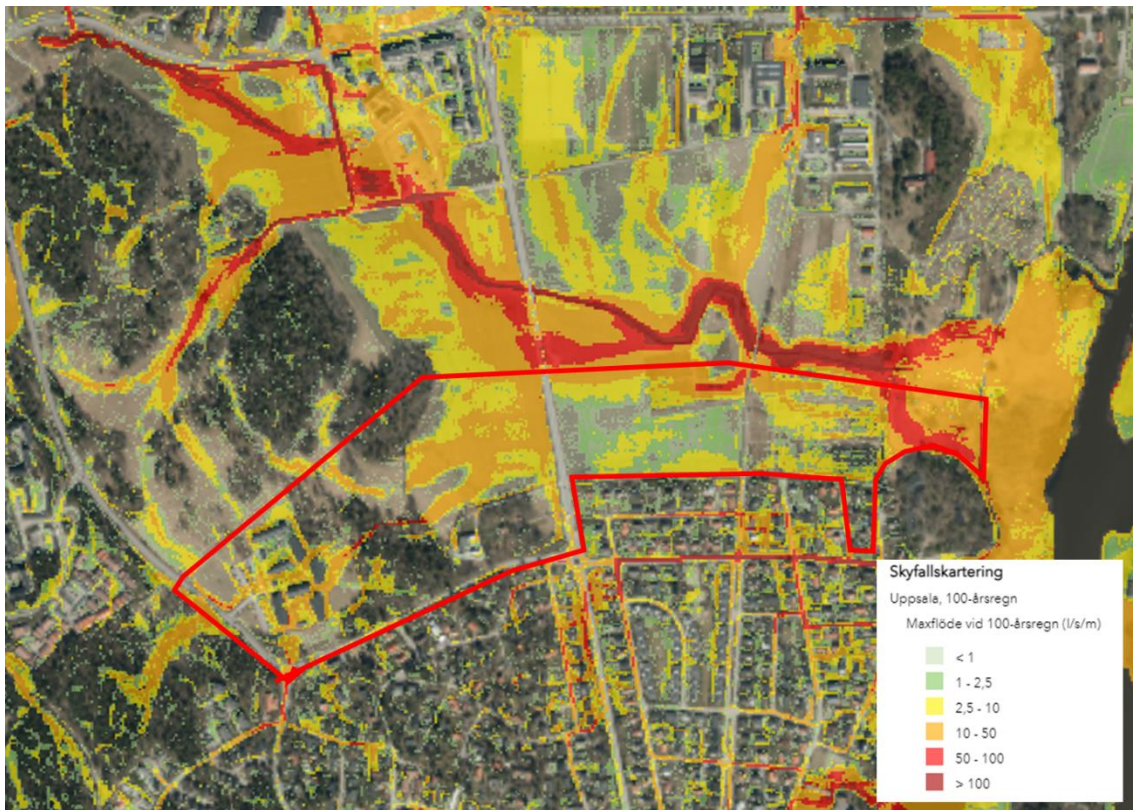 Skyfallskartering
Uppsala, 100-årsregn
Maxflöde vid 100-årsregn (l/s/m)
< 1
1 - 2,5
2,5 - 10
10 - 50
50 - 100
> 100